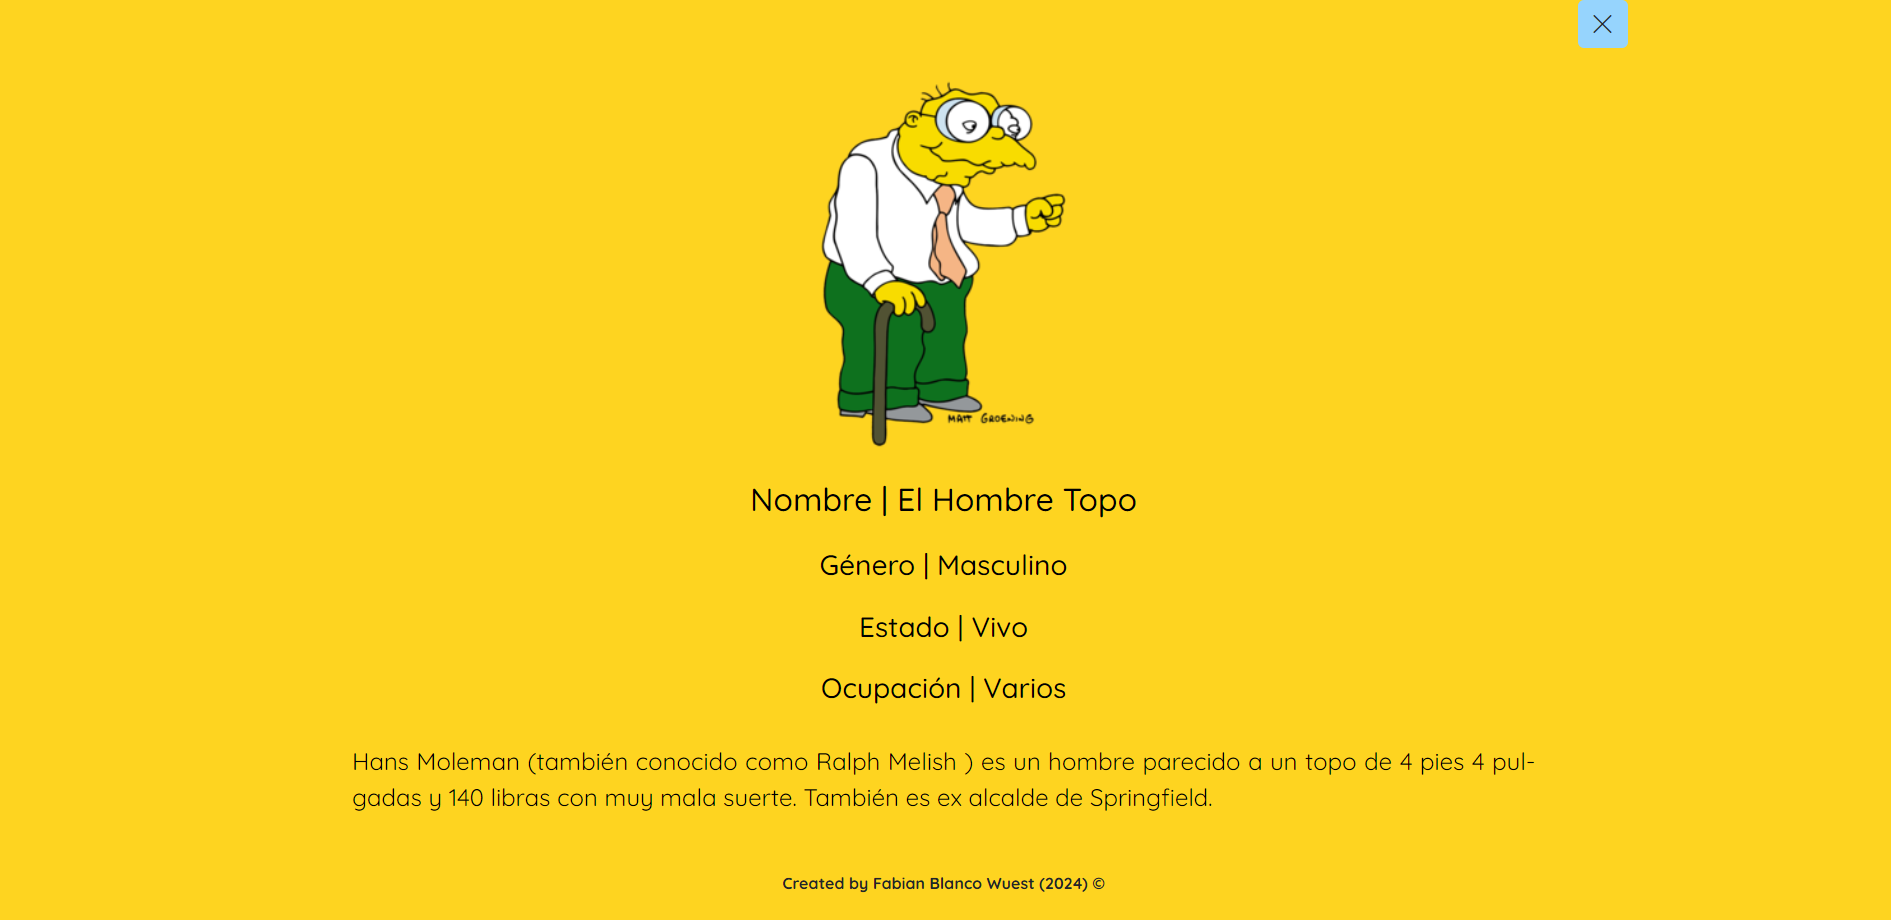 MATT GROENING
Nombre | El Hombre Topo
Género | Masculino
Estado | Vivo
Ocupación | Varios
Hans Moleman (también conocido como Ralph Melish ) es un hombre parecido a un topo de 4 pies 4 pul-
gadas y 140 libras con muy mala suerte. También es ex alcalde de Springfield.
Created by Fabian Blanco Wuest (2024) ©